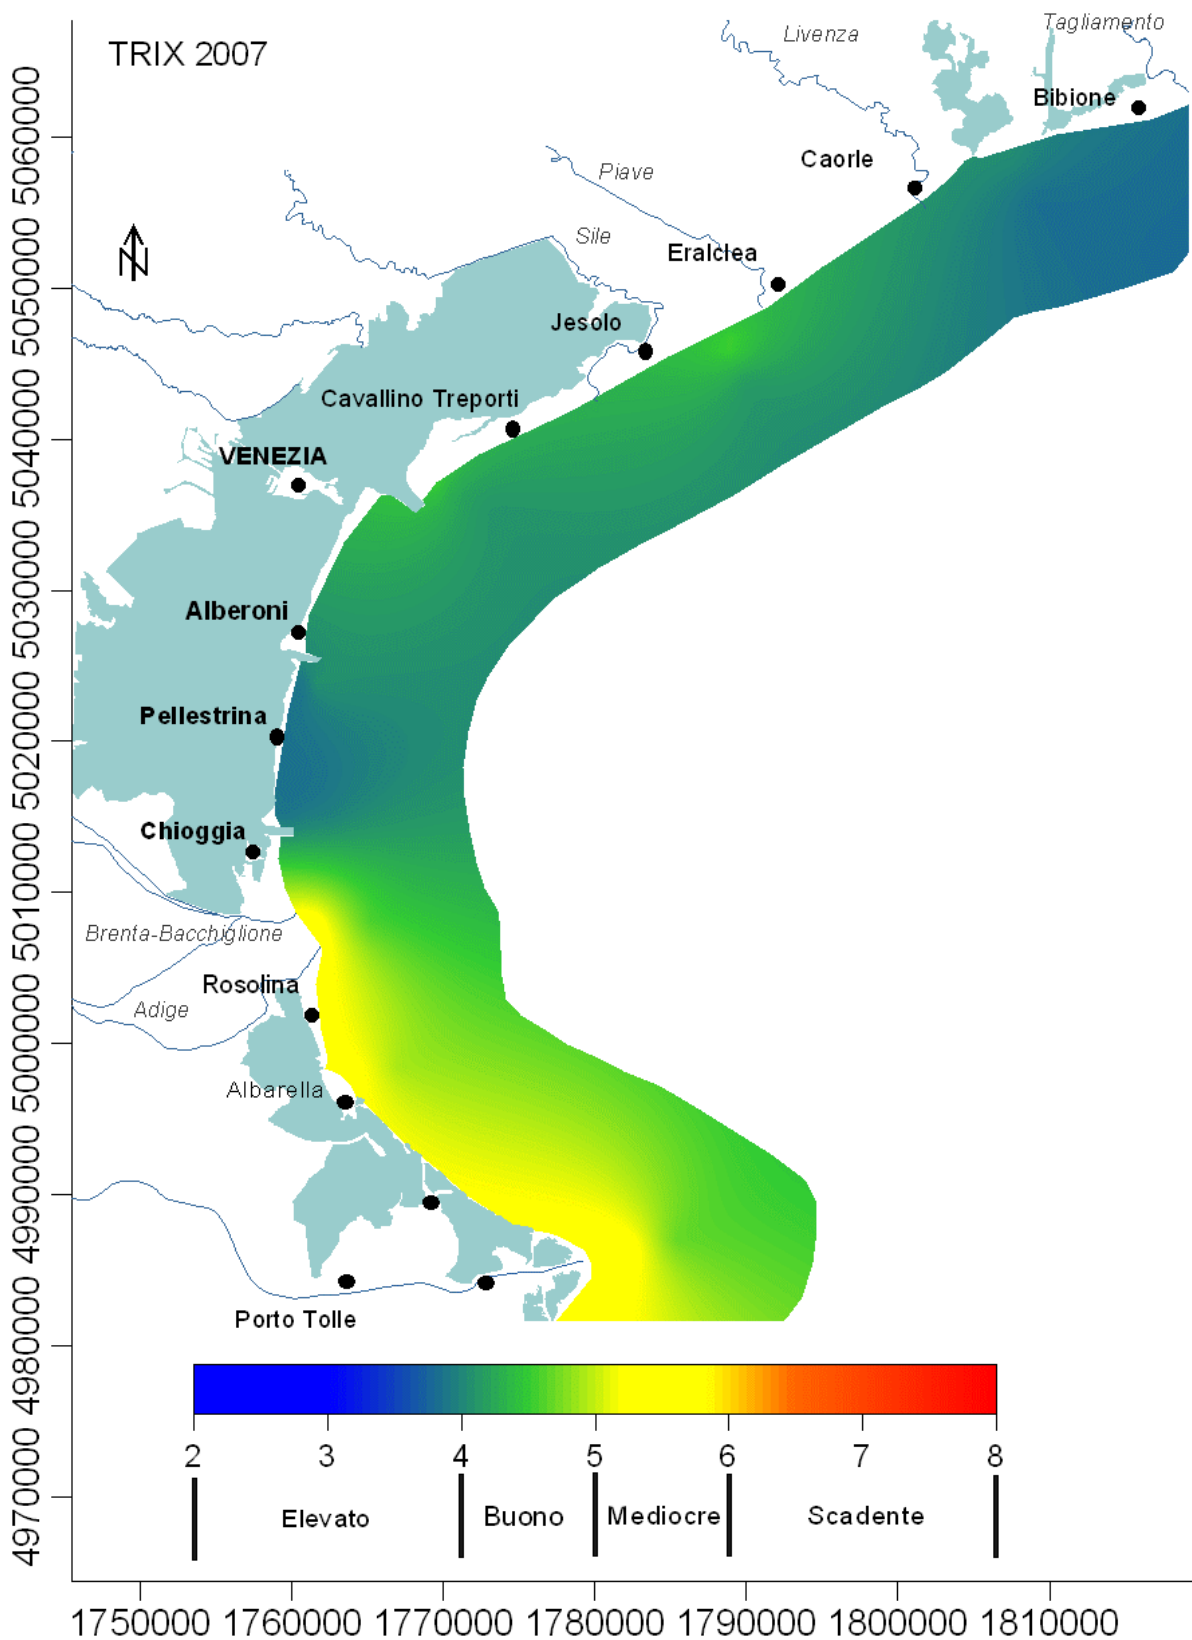 TRIX 2007
Tagliamento
Livenza
Bibione
Caorle
Piave
Sile
Eralclea
Jesolo
Cavallino Treporti
VENEZIA
Alberoni
Pellestrina
Chioggia
Brenta-Bacchiglione
Rosolina
Adige
Albarella
Porto Tolle
N
5060000
5050000
5040000
5030000
5020000
5010000
5000000
4990000
4980000
4970000
2 3 4 5 6 7 8
Elevato Buono Mediocre Scadente
1750000 1760000 1770000 1780000 1790000 1800000 1810000